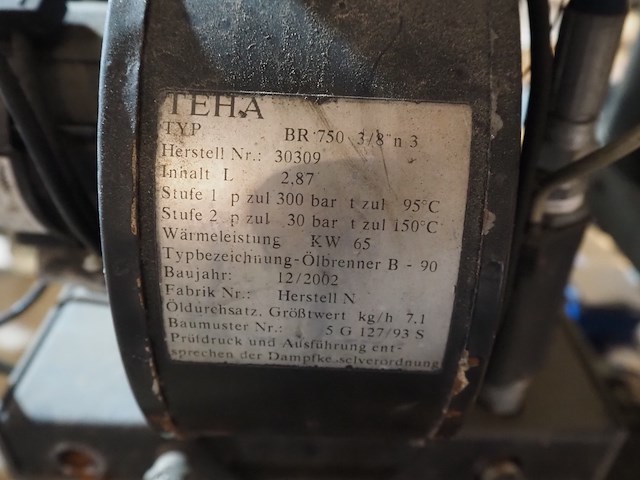 TEHA
TYP BR 750 3/8" n 3
Herstell Nr.: 30309
Inhalt L 2,87
Stufe 1 p zul 300 bar t zul 95°C
Stufe 2 p zul 30 bar t zul 150°C
Wärmeleistung KW 65
Typbezeichnung-Ölbrenner B - 90
Baujahr: 12/2002
Fabrik Nr.: Herstell N
Öldurchsatz. Größtwert kg/h 7.1
Baumuster Nr.: 5 G 127/93 S
Prüfdruck und Ausführung ent-
sprechen der Dampfkesselverordnung